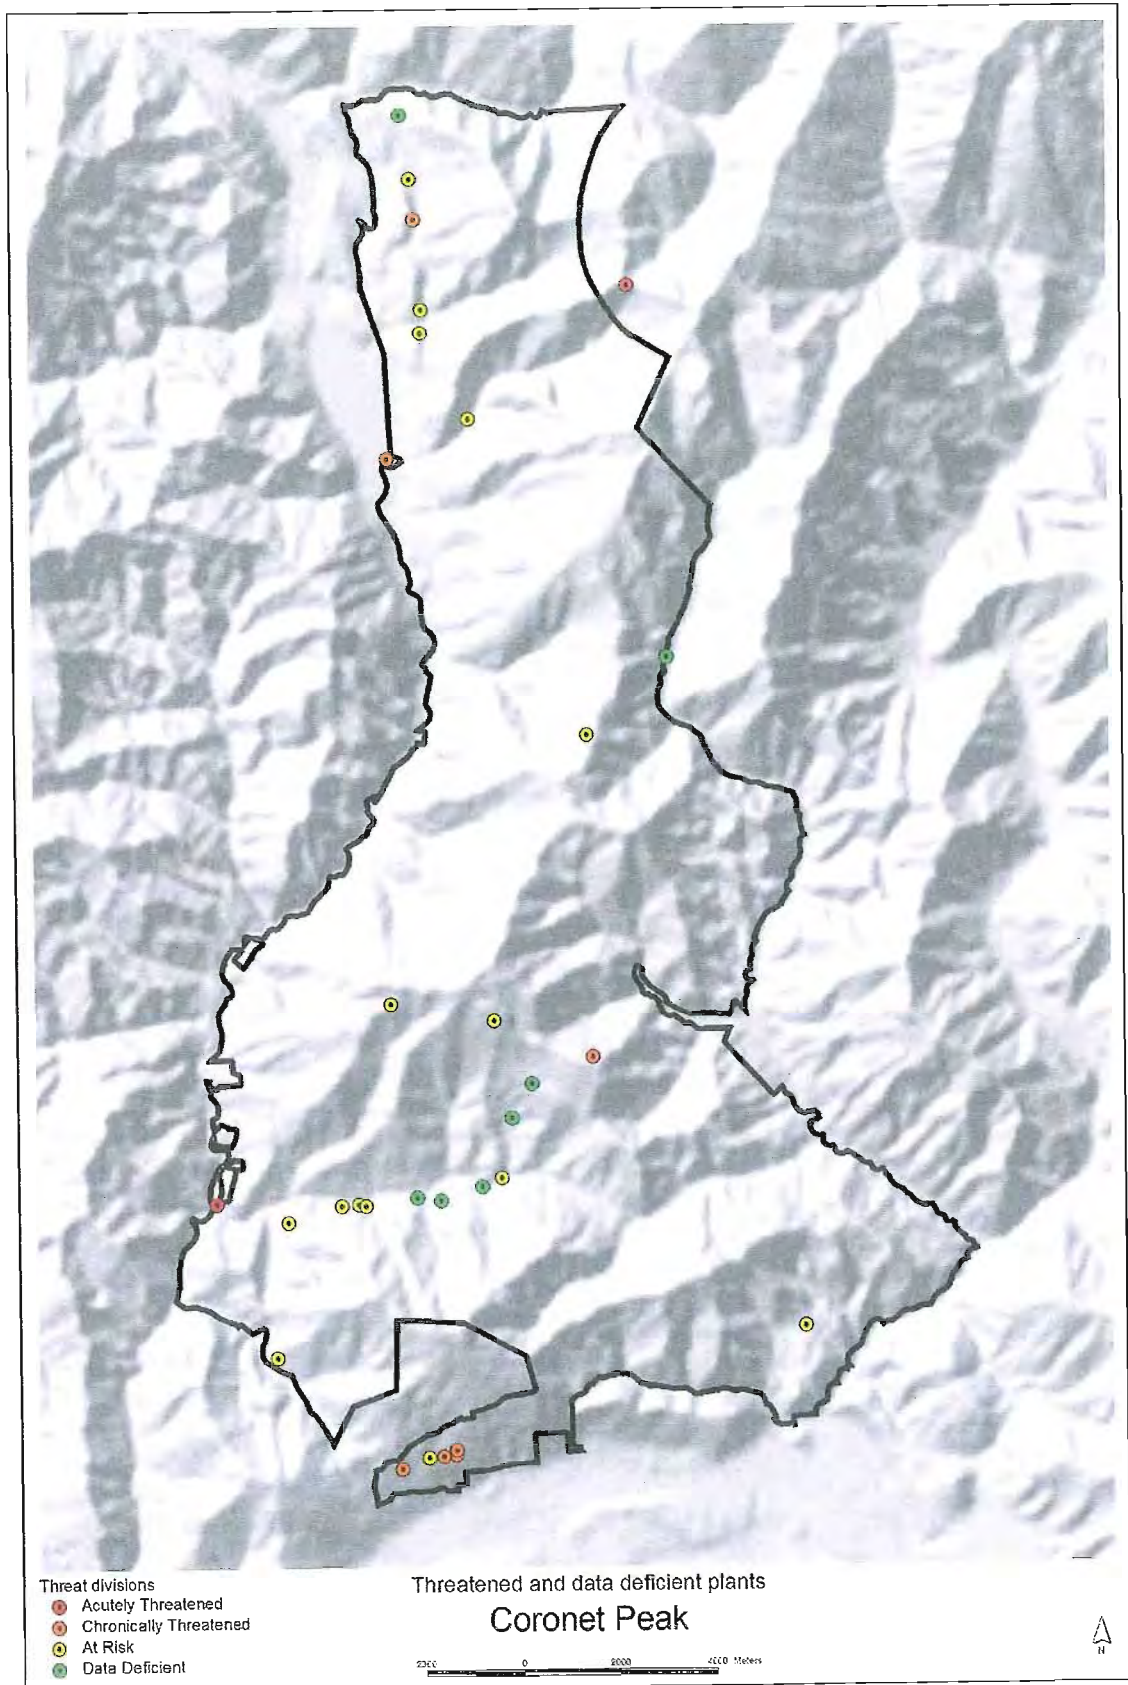 Threat divisions
Acutely Threatened
Chronically Threatened
At Risk
Data Deficient
Threatened and data deficient plants
Coronet Peak
0 2000 4000 Meters
N